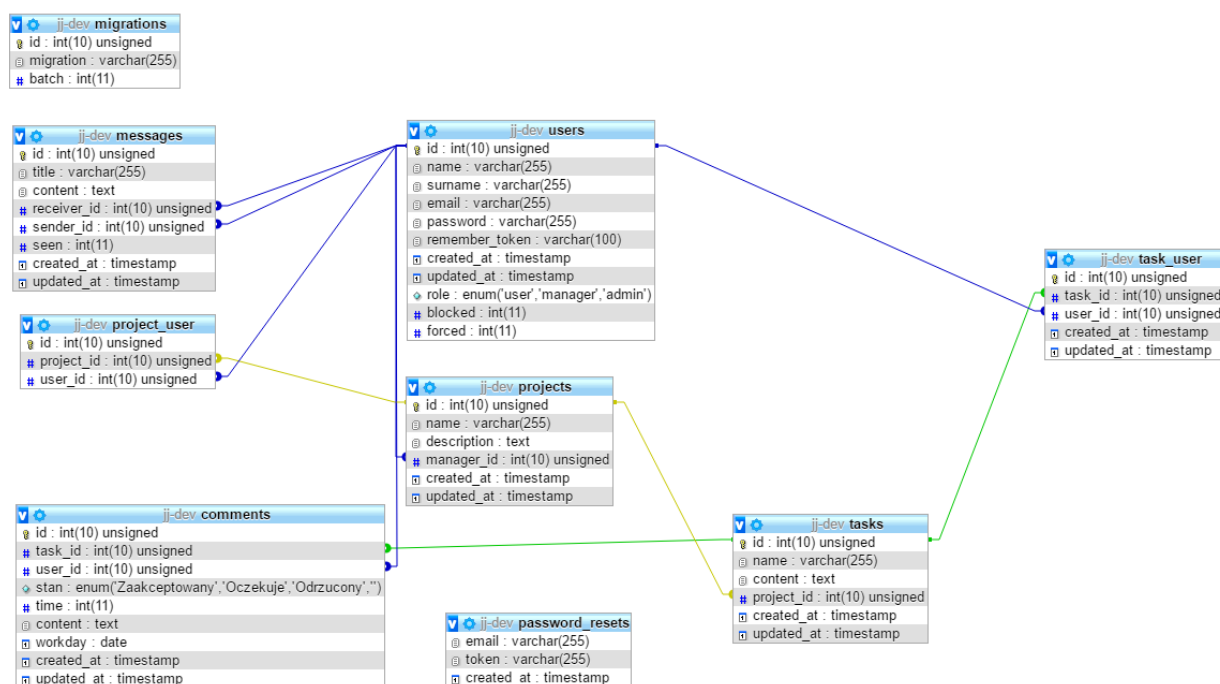 jj-dev migrations
id : int(10) unsigned
migration : varchar(255)
# batch : int(11)
jj-dev messages
id : int(10) unsigned
title : varchar(255)
content : text
# receiver_id : int(10) unsigned
# sender_id : int(10) unsigned
# seen : int(11)
created_at : timestamp
updated_at : timestamp
jj-dev users
id : int(10) unsigned
name : varchar(255)
surname : varchar(255)
email : varchar(255)
password : varchar(255)
remember_token : varchar(100)
created_at : timestamp
updated_at : timestamp
role : enum('user','manager','admin')
# blocked : int(11)
# forced : int(11)
jj-dev task_user
id : int(10) unsigned
# task_id : int(10) unsigned
# user_id : int(10) unsigned
created_at : timestamp
updated_at : timestamp
jj-dev project_user
id : int(10) unsigned
# project_id : int(10) unsigned
# user_id : int(10) unsigned
jj-dev projects
id : int(10) unsigned
name : varchar(255)
description : text
# manager_id : int(10) unsigned
created_at : timestamp
updated_at : timestamp
jj-dev comments
id : int(10) unsigned
# task_id : int(10) unsigned
# user_id : int(10) unsigned
stan : enum('Zaakceptowany','Oczekuje','Odrzucony','')
# time : int(11)
content : text
workday : date
created_at : timestamp
updated_at : timestamp
jj-dev tasks
id : int(10) unsigned
name : varchar(255)
content : text
# project_id : int(10) unsigned
created_at : timestamp
updated_at : timestamp
jj-dev password_resets
email : varchar(255)
token : varchar(255)
created_at : timestamp